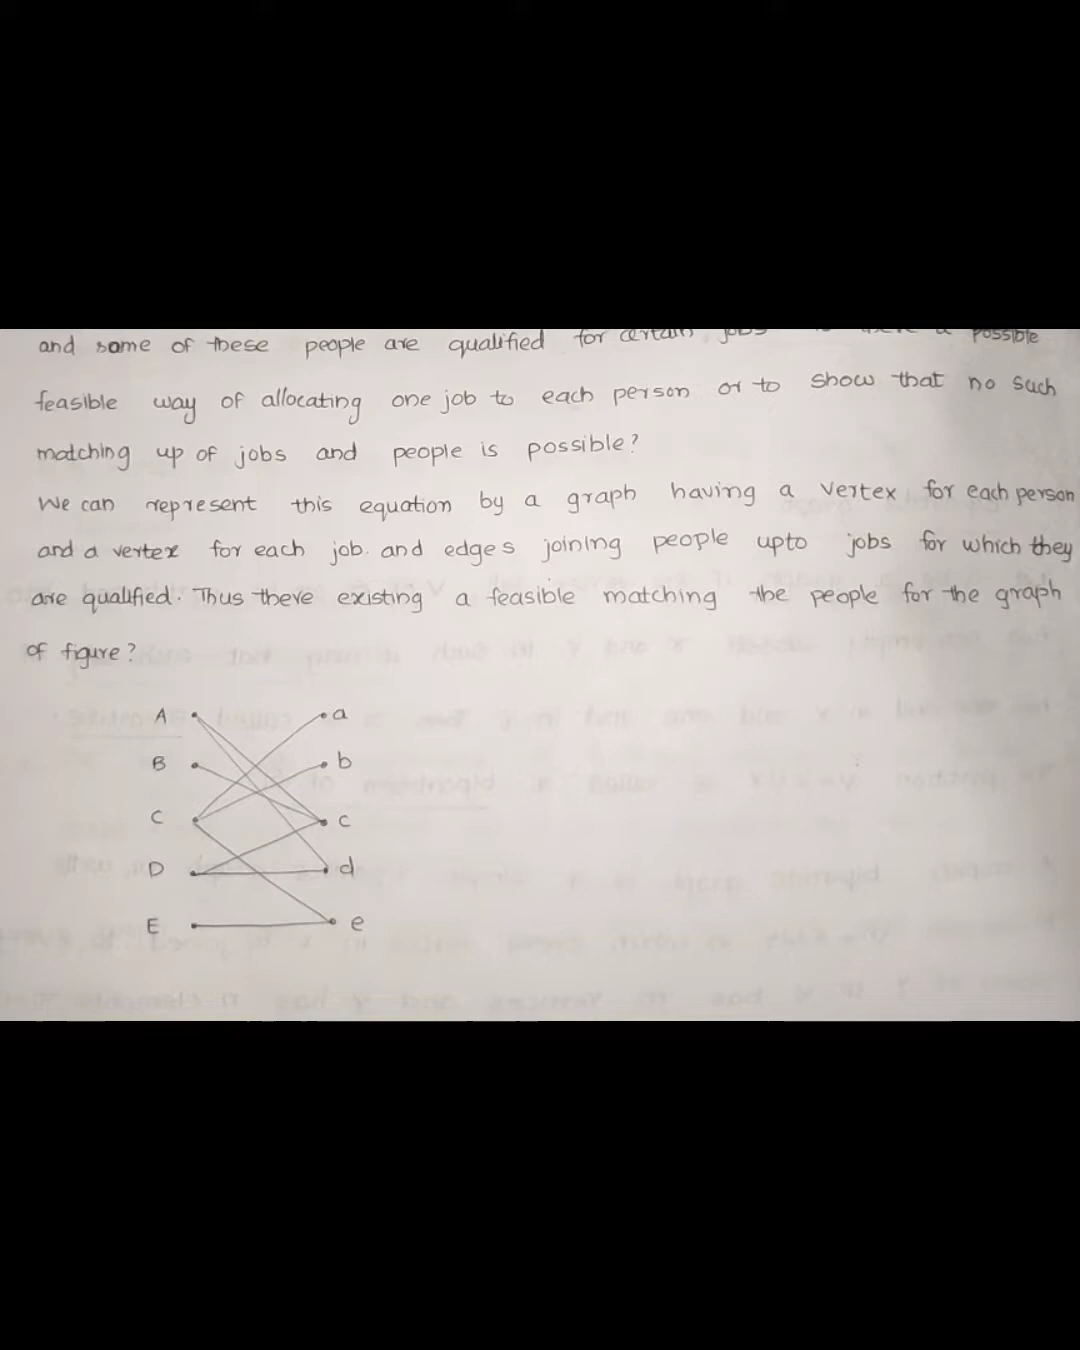 and some of these people are qualified for certain jobs a possible
feasible way of allocating one job to each person or to show that no such
matching up of jobs and people is possible?
We can represent this equation by a graph having a vertex for each person
and a vertex for each job. and edges joining people upto jobs for which they
are qualified. Thus there existing a feasible matching the people for the graph
of figure?
A a
B b
C c
D d
E e